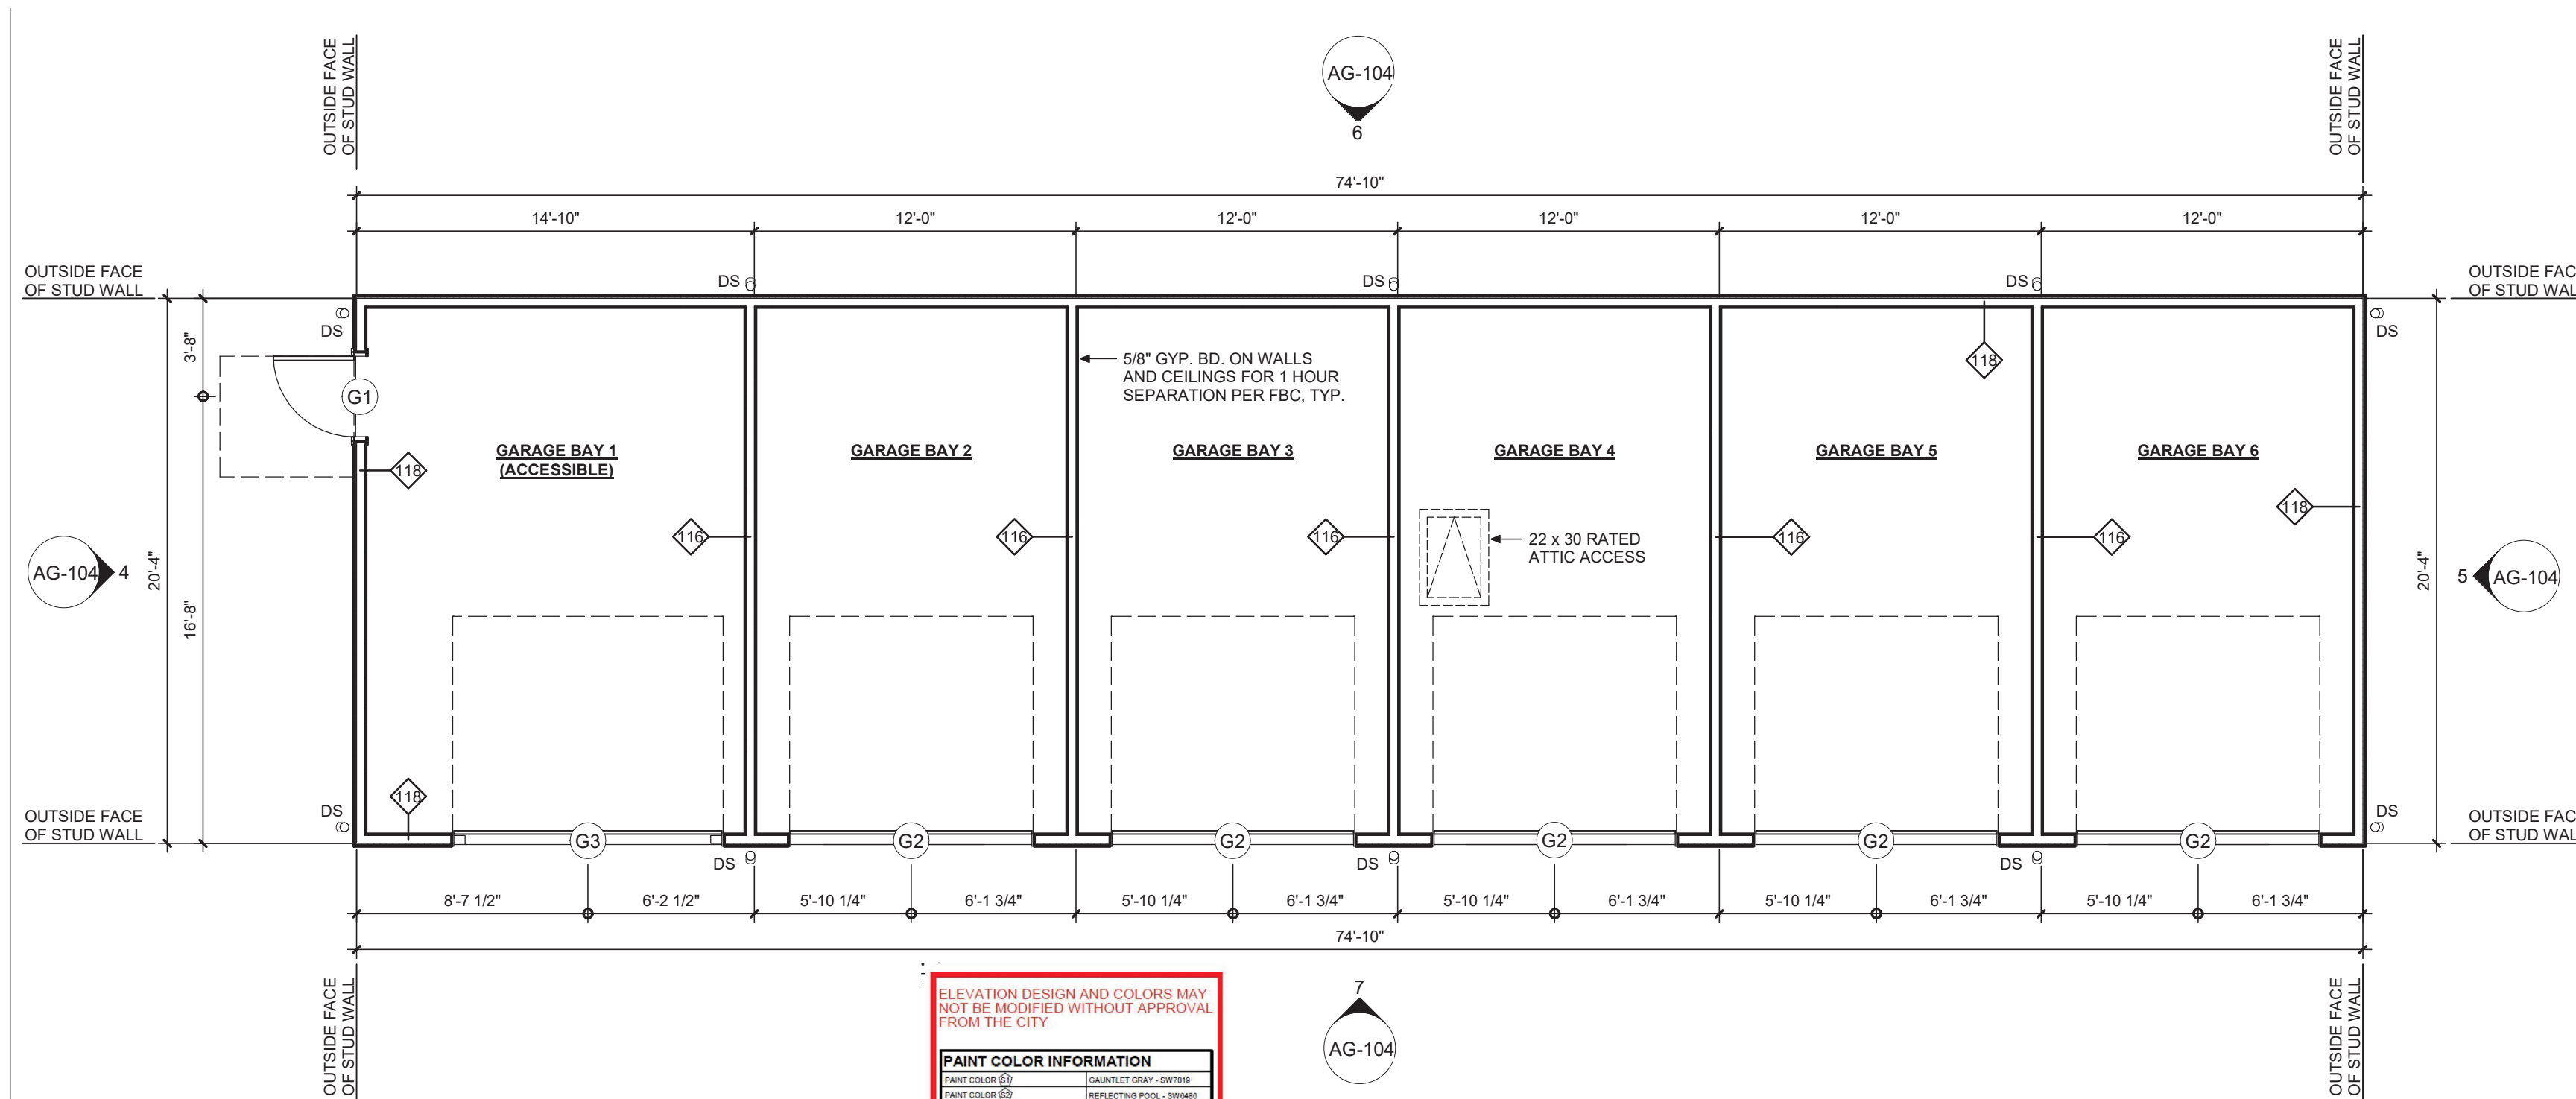 OUTSIDE FACE
OF STUD WALL
AG-104
6
OUTSIDE FACE
OF STUD WALL
74'-10"
14'-10"
12'-0"
12'-0"
12'-0"
12'-0"
12'-0"
OUTSIDE FACE
OF STUD WALL
DS
DS
DS
OUTSIDE FAC
OF STUD WAL
DS
DS
3'-8"
G1
5/8" GYP. BD. ON WALLS
AND CEILINGS FOR 1 HOUR
SEPARATION PER FBC, TYP.
118
GARAGE BAY 1
(ACCESSIBLE)
GARAGE BAY 2
GARAGE BAY 3
GARAGE BAY 4
GARAGE BAY 5
GARAGE BAY 6
118
118
116
116
116
22 x 30 RATED
ATTIC ACCESS
116
116
AG-104
4
20'-4"
16'-8"
20'-4"
5
AG-104
118
OUTSIDE FACE
OF STUD WALL
DS
DS
OUTSIDE FAC
OF STUD WAL
G3
G2
G2
G2
G2
G2
DS
DS
DS
8'-7 1/2"
6'-2 1/2"
5'-10 1/4"
6'-1 3/4"
5'-10 1/4"
6'-1 3/4"
5'-10 1/4"
6'-1 3/4"
5'-10 1/4"
6'-1 3/4"
5'-10 1/4"
6'-1 3/4"
74'-10"
OUTSIDE FACE
OF STUD WALL
ELEVATION DESIGN AND COLORS MAY
NOT BE MODIFIED WITHOUT APPROVAL
FROM THE CITY
PAINT COLOR INFORMATION
PAINT COLOR S1
GAUNTLET GRAY - SW7019
PAINT COLOR S2
REFLECTING POOL - SW6486
7
AG-104
OUTSIDE FACE
OF STUD WALL